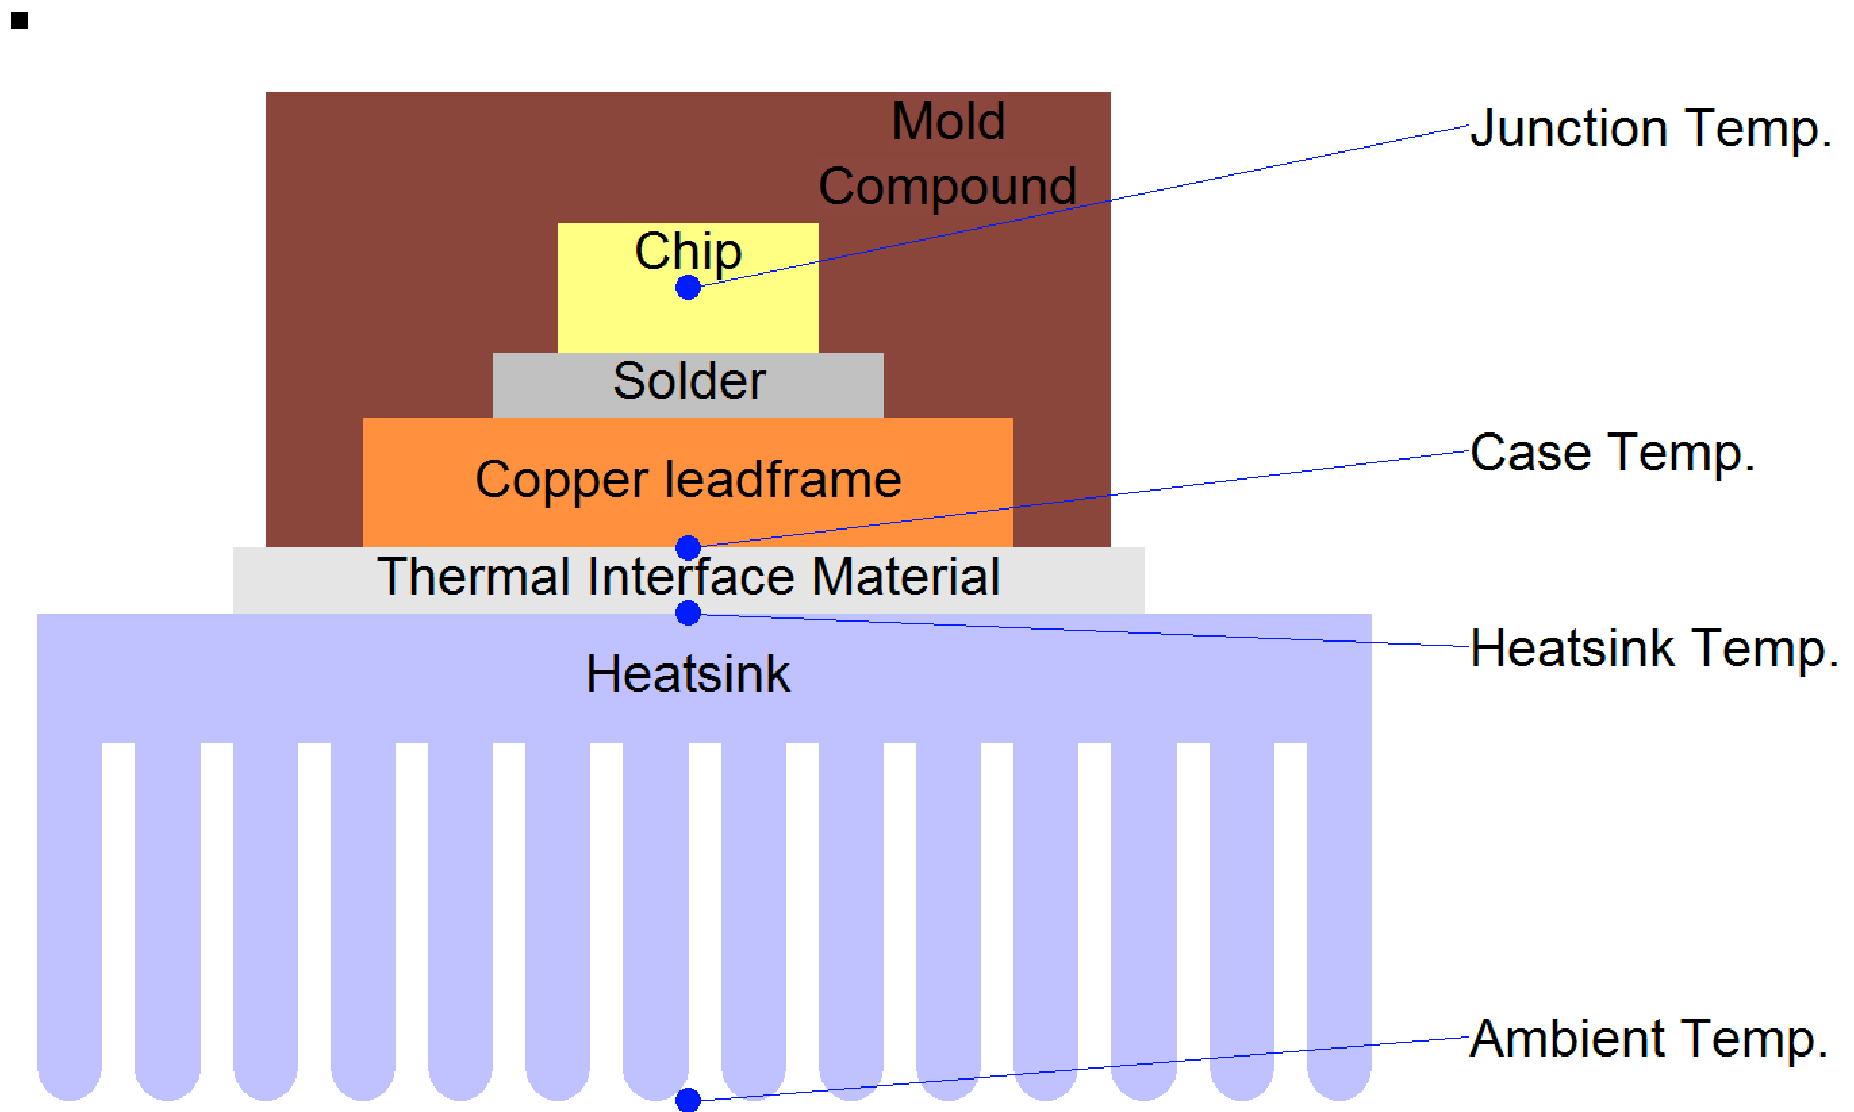 Mold
Compound
Junction Temp.
Chip
Solder
Case Temp.
Copper leadframe
Thermal Interface Material
Heatsink Temp.
Heatsink
Ambient Temp.